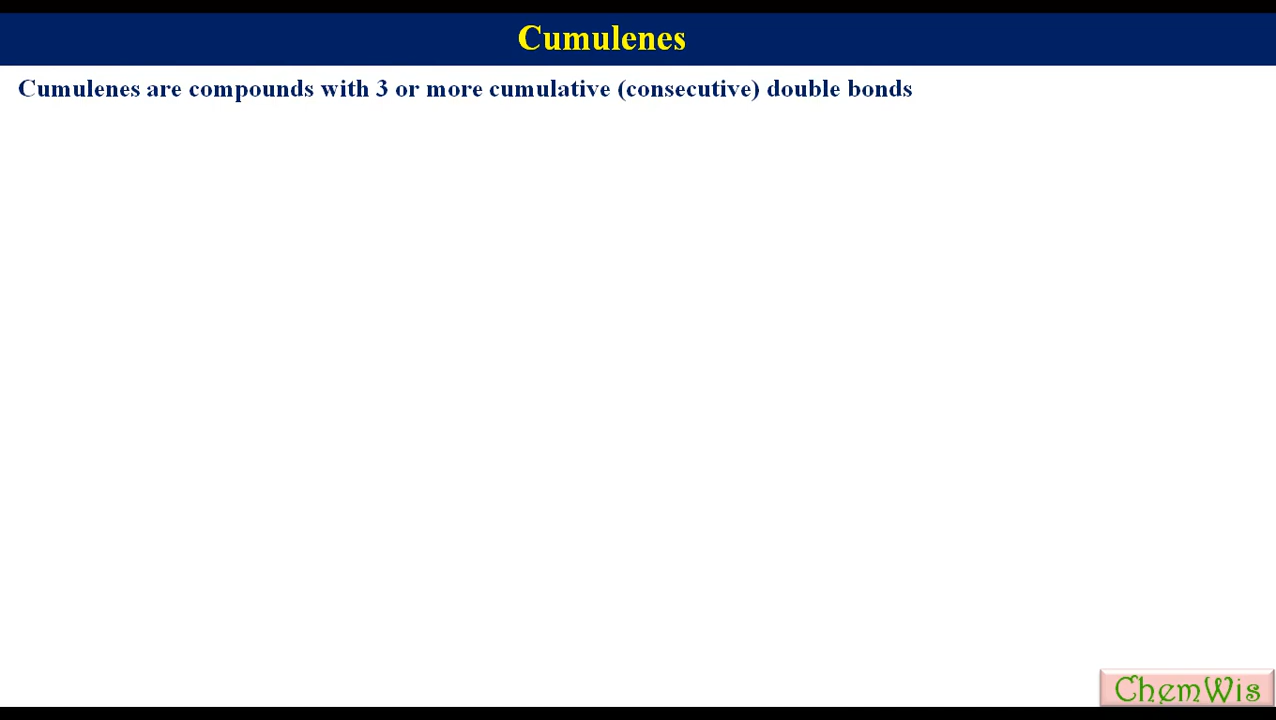 Cumulenes
Cumulenes are compounds with 3 or more cumulative (consecutive) double bonds
ChemWis